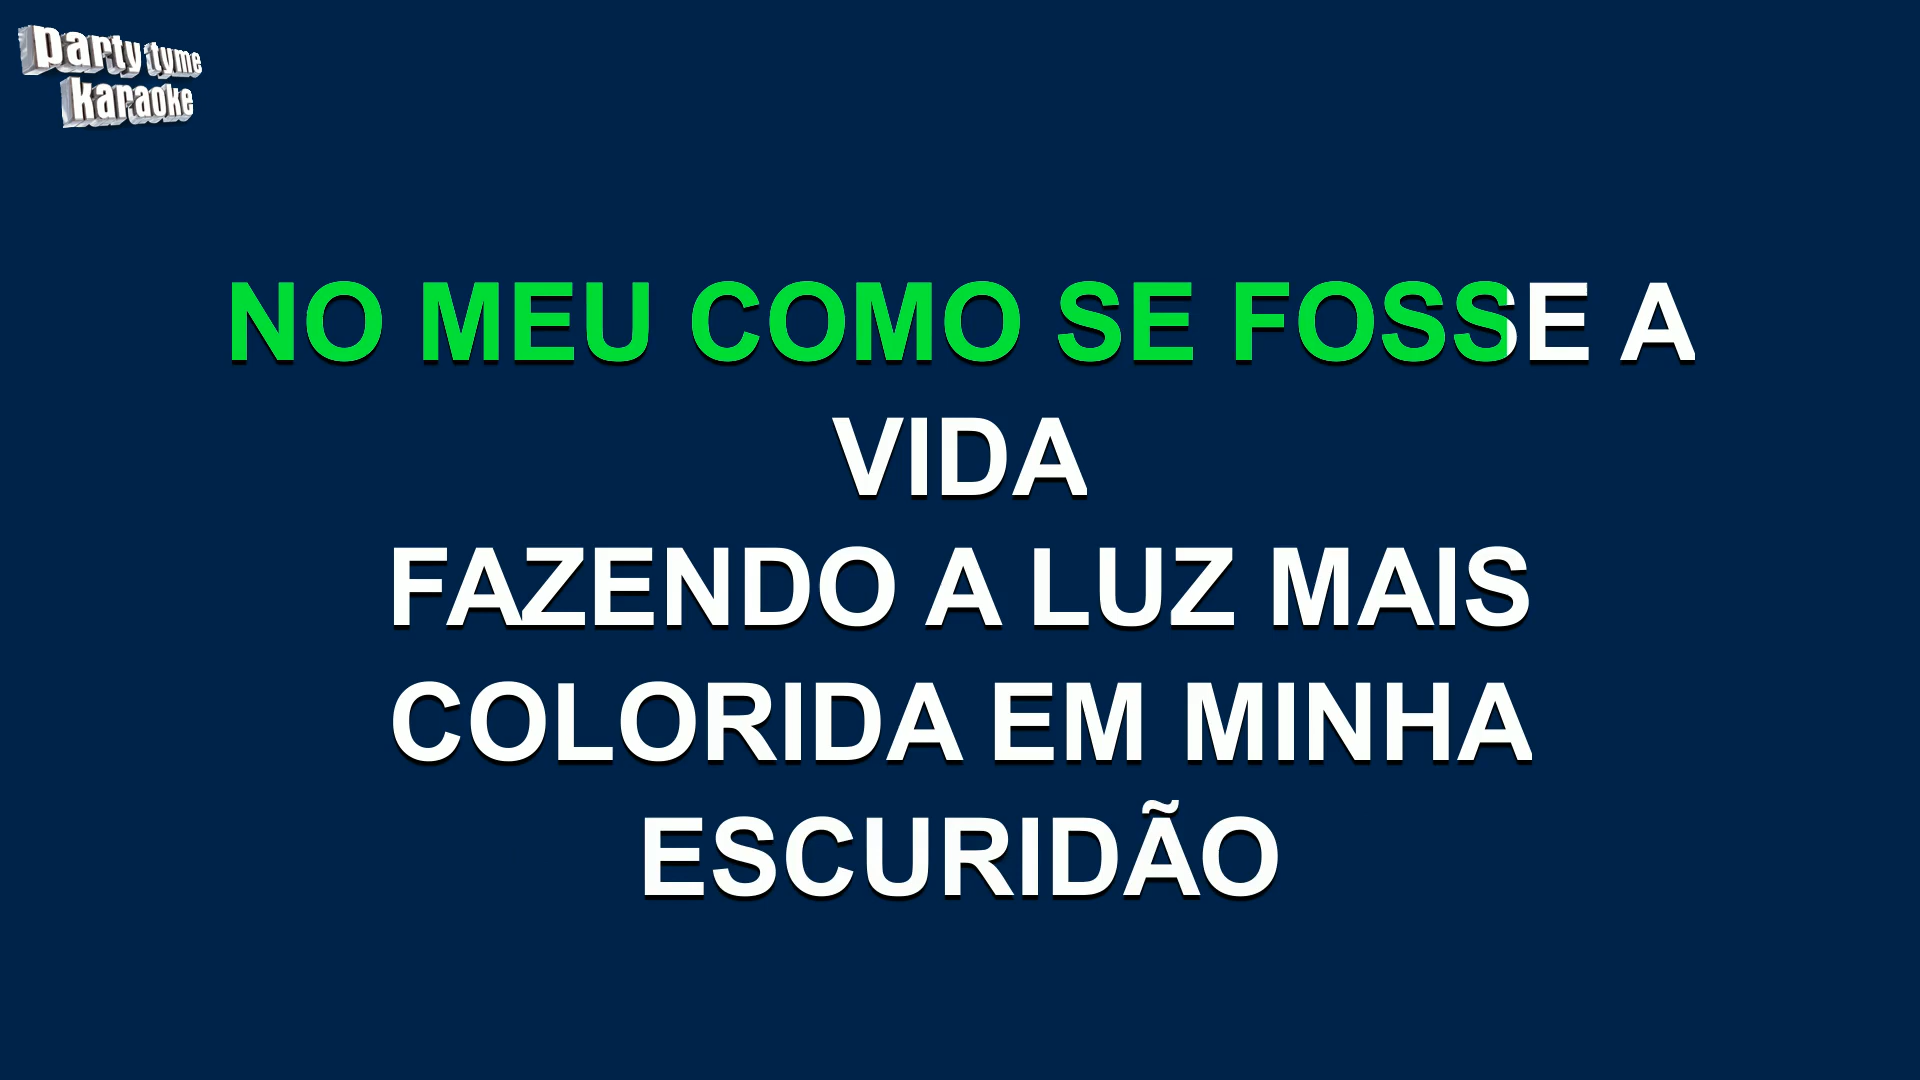 party tyme
karaoke
NO MEU COMO SE FOSSE A
VIDA
FAZENDO A LUZ MAIS
COLORIDA EM MINHA
ESCURIDÃO